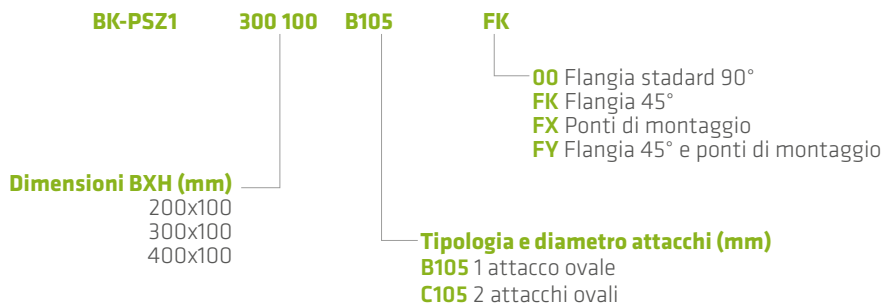 BK-PSZ1 300 100 B105 FK
00 Flangia stadard 90°
FK Flangia 45°
FX Ponti di montaggio
FY Flangia 45° e ponti di montaggio
Dimensioni BXH (mm)
200x100
300x100
400x100
Tipologia e diametro attacchi (mm)
B105 1 attacco ovale
C105 2 attacchi ovali